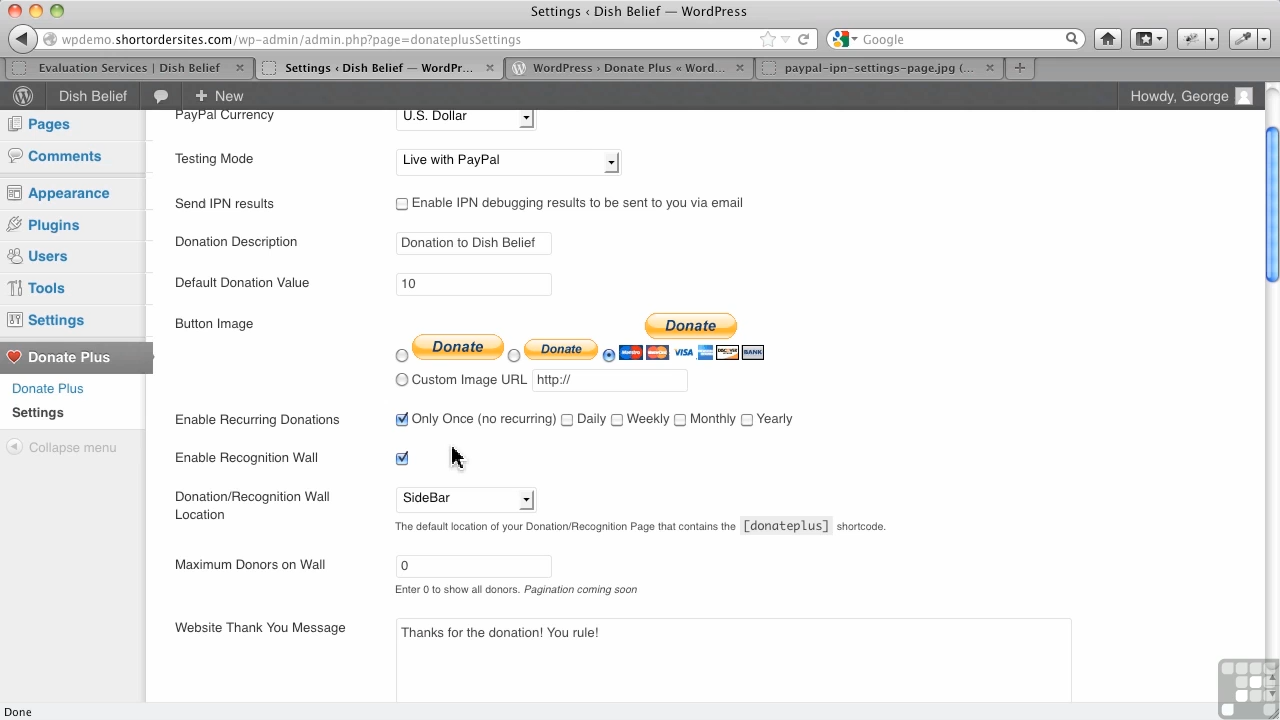 Settings ‹ Dish Belief — WordPress
wpdemo.shortordersites.com/wp-admin/admin.php?page=donateplusSettings
Google
Evaluation Services | Dish Belief
Settings ‹ Dish Belief — WordPr...
WordPress › Donate Plus « Word...
paypal-ipn-settings-page.jpg (...
Dish Belief
New
Howdy, George
Pages
Comments
Appearance
Plugins
Users
Tools
Settings
Donate Plus
Donate Plus
Settings
Collapse menu
PayPal Currency
U.S. Dollar
Testing Mode
Live with PayPal
Send IPN results
Enable IPN debugging results to be sent to you via email
Donation Description
Donation to Dish Belief
Default Donation Value
10
Button Image
Donate
Donate
Donate
VISA
BANK
Custom Image URL
http://
Enable Recurring Donations
Only Once (no recurring) Daily Weekly Monthly Yearly
Enable Recognition Wall
Donation/Recognition Wall
Location
SideBar
The default location of your Donation/Recognition Page that contains the [donateplus] shortcode.
Maximum Donors on Wall
0
Enter 0 to show all donors. Pagination coming soon
Website Thank You Message
Thanks for the donation! You rule!
Done